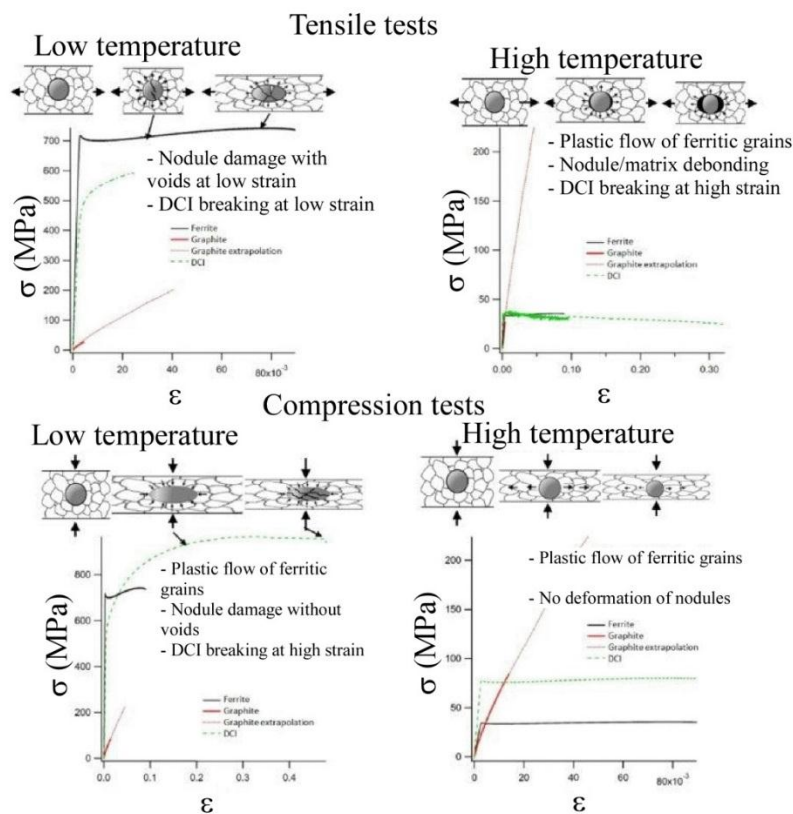 Tensile tests
Low temperature
700
600
500
400
300
200
100
0
σ (MPa)
- Nodule damage with
voids at low strain
- DCI breaking at low strain
Ferrite
Graphite
Graphite extrapolation
DCI
0
20
40
60
80x10⁻³
ε
High temperature
200
150
100
50
0
σ (MPa)
- Plastic flow of ferritic grains
- Nodule/matrix debonding
- DCI breaking at high strain
Ferrite
Graphite
Graphite extrapolation
DCI
0.00
0.10
0.20
0.30
ε
Compression tests
Low temperature
800
600
400
200
0
σ (MPa)
- Plastic flow of ferritic
grains
- Nodule damage without
voids
- DCI breaking at high strain
Ferrite
Graphite
Graphite extrapolation
DCI
0.0
0.1
0.2
0.3
0.4
ε
High temperature
200
150
100
50
0
σ (MPa)
- Plastic flow of ferritic grains
- No deformation of nodules
Ferrite
Graphite
Graphite extrapolation
DCI
0
20
40
60
80x10⁻³
ε